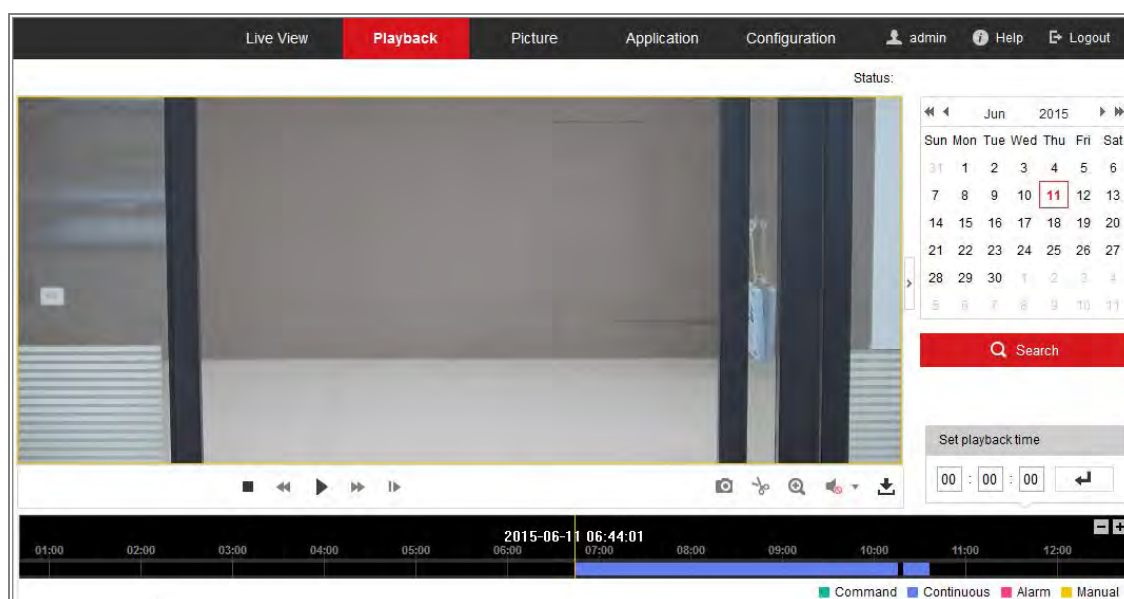 Live View Playback Picture Application Configuration admin Help Logout
Status:
Jun 2015
Sun Mon Tue Wed Thu Fri Sat
31 1 2 3 4 5 6
7 8 9 10 11 12 13
14 15 16 17 18 19 20
21 22 23 24 25 26 27
28 29 30 1 2 3 4
5 6 7 8 9 10 11
Search
Set playback time
00 : 00 : 00
2015-06-11 06:44:01
01:00 02:00 03:00 04:00 05:00 06:00 07:00 08:00 09:00 10:00 11:00 12:00
Command Continuous Alarm Manual